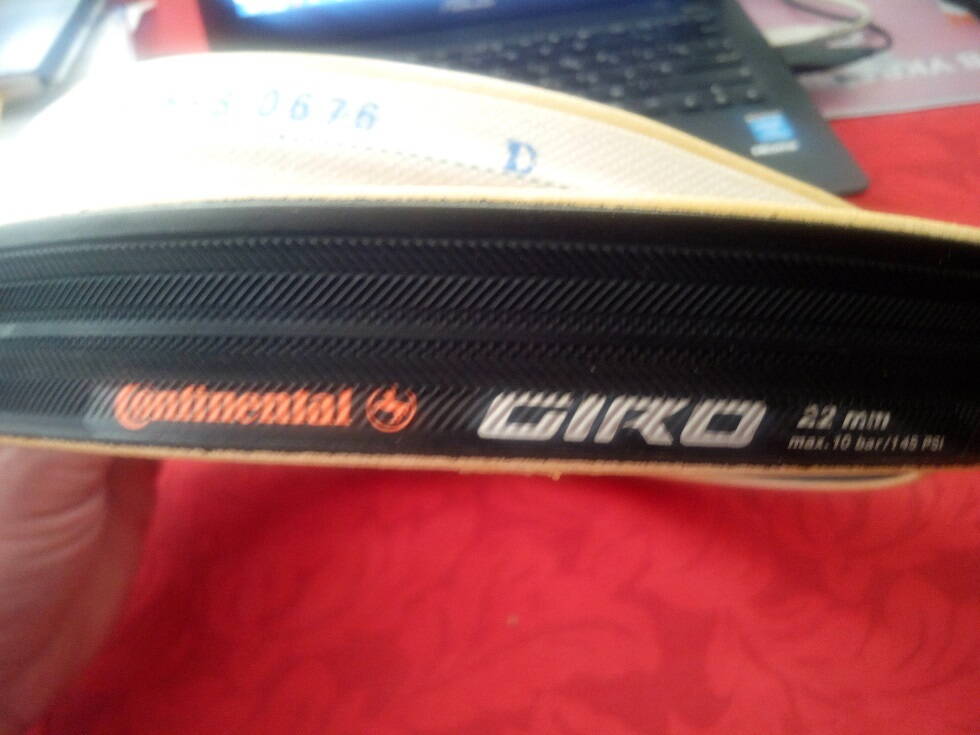 0676
D
Continental GIRO 22 mm
max. 10 bar/145 PSI